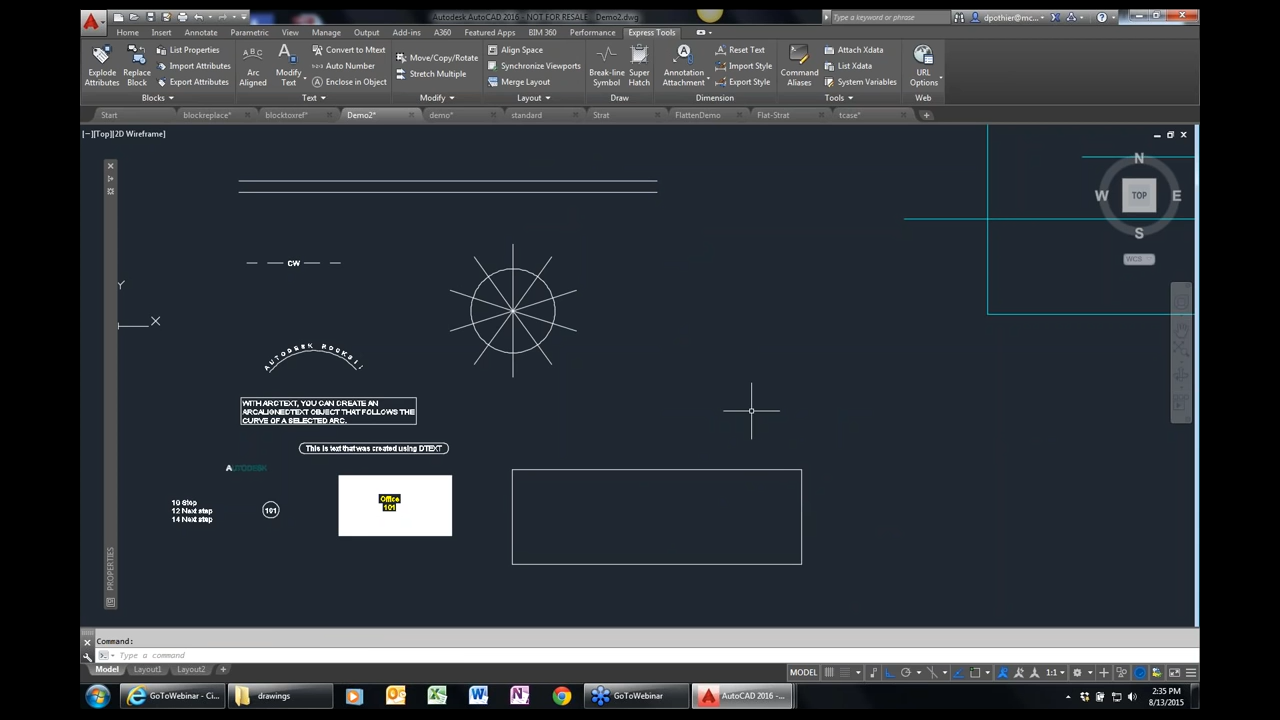 Autodesk AutoCAD 2016 - NOT FOR RESALE Demo2.dwg
Type a keyword or phrase
dpothier@mc...
Home Insert Annotate Parametric View Manage Output Add-ins A360 Featured Apps BIM 360 Performance Express Tools
Explode Attributes
Replace Block
List Properties
Import Attributes
Export Attributes
Blocks
Arc Aligned
Modify Text
Convert to Mtext
Auto Number
Enclose in Object
Text
Move/Copy/Rotate
Stretch Multiple
Modify
Align Space
Synchronize Viewports
Merge Layout
Layout
Break-line Symbol
Super Hatch
Draw
Annotation Attachment
Reset Text
Import Style
Export Style
Dimension
Command Aliases
Attach Xdata
List Xdata
System Variables
Tools
URL Options
Web
Start blockreplace* blocktoxref* Demo2* demo* standard Strat FlattenDemo Flat-Strat tcase*
[−][Top][2D Wireframe]
N
W TOP E
S
WCS
CW
Y
X
AUTODESK ROCKS!!
WITH ARCTEXT, YOU CAN CREATE AN
ARCALIGNEDTEXT OBJECT THAT FOLLOWS THE
CURVE OF A SELECTED ARC.
This is text that was created using DTEXT
AUTODESK
10 Stop
12 Next step
14 Next step
101
Office
101
PROPERTIES
Command:
Type a command
Model Layout1 Layout2
MODEL 1:1
GoToWebinar - Ci... drawings GoToWebinar AutoCAD 2016 -...
2:35 PM
8/13/2015